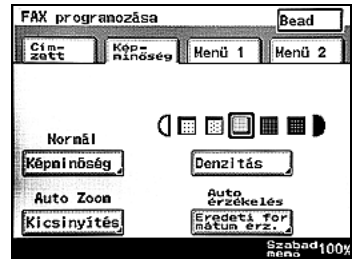 FAX programozása
Bead
Cím-
zett
Kép-
minőség
Menü 1
Menü 2
Normál
Képminőség
Denzitás
Auto Zoom
Auto
érzékelés
Kicsinyítés
Eredeti for
mátum érz.
Szabad
memo 100%